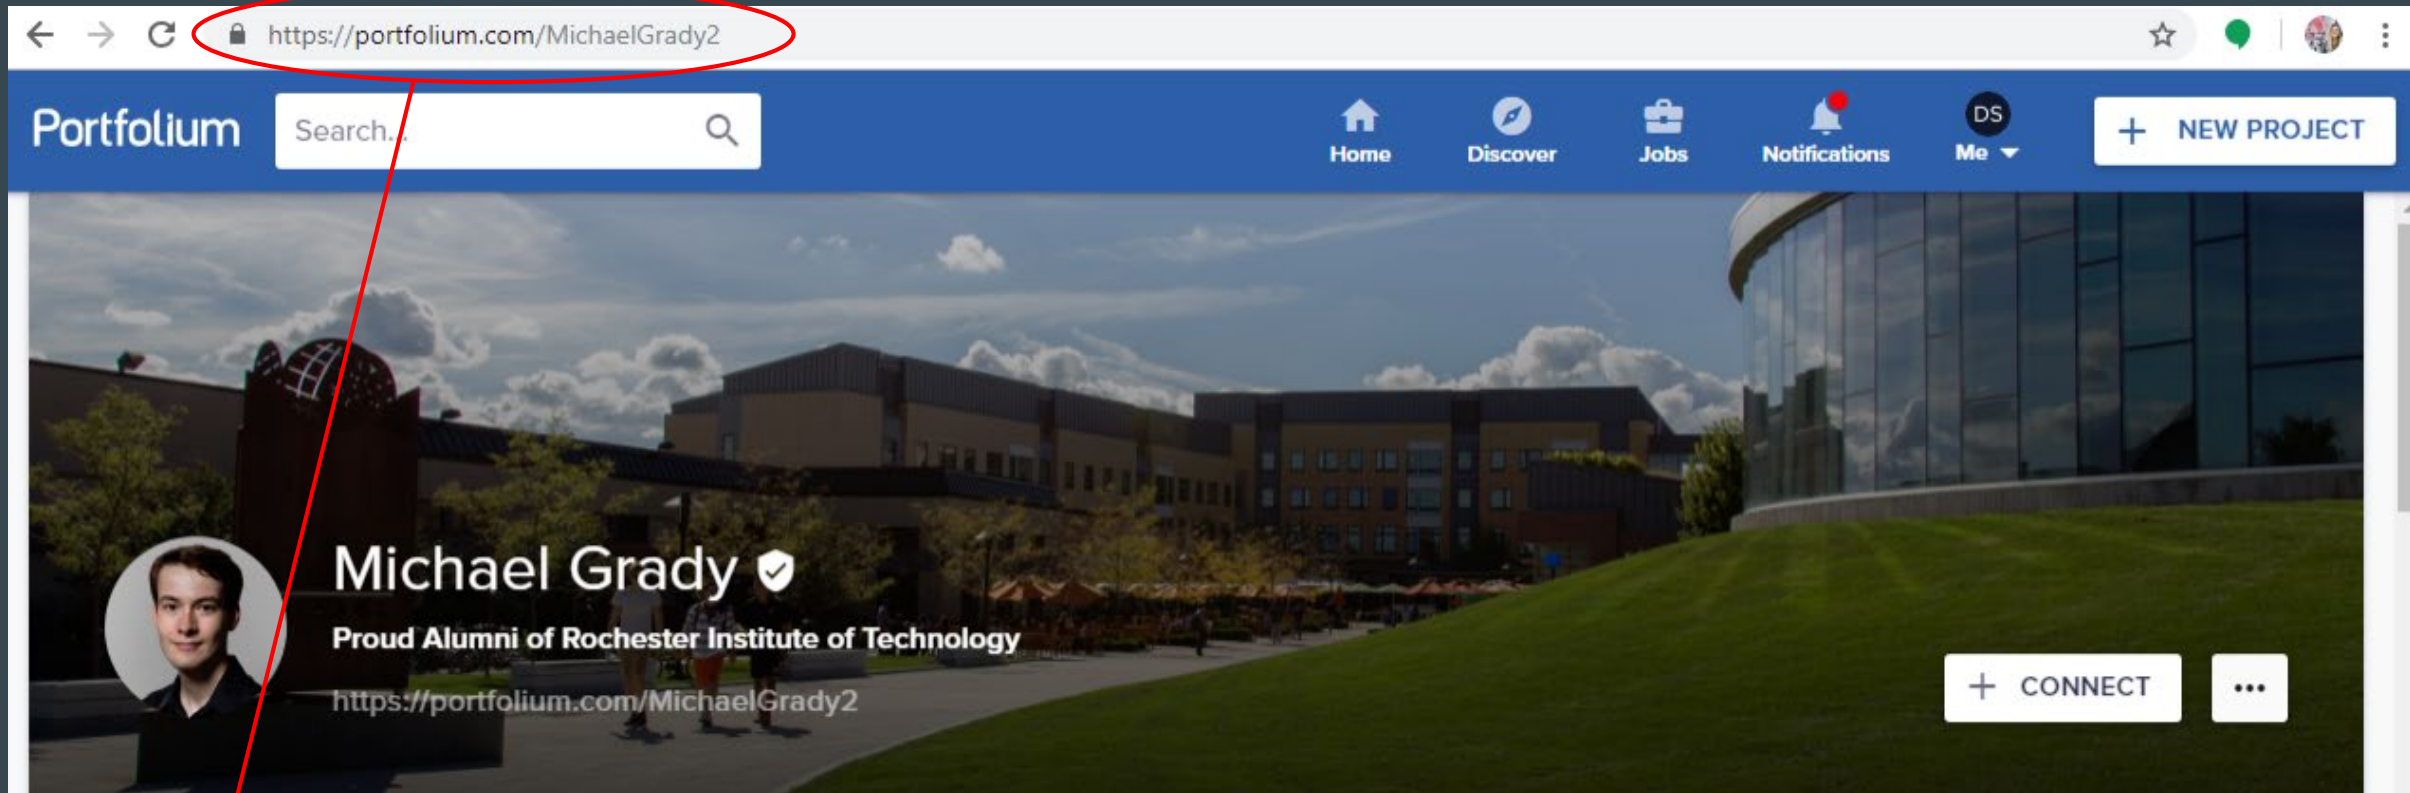 https://portfolium.com/MichaelGrady2
Portfolium
Search...
Home
Discover
Jobs
Notifications
DS
Me
+ NEW PROJECT
Michael Grady
Proud Alumni of Rochester Institute of Technology
https://portfolium.com/MichaelGrady2
+ CONNECT
...